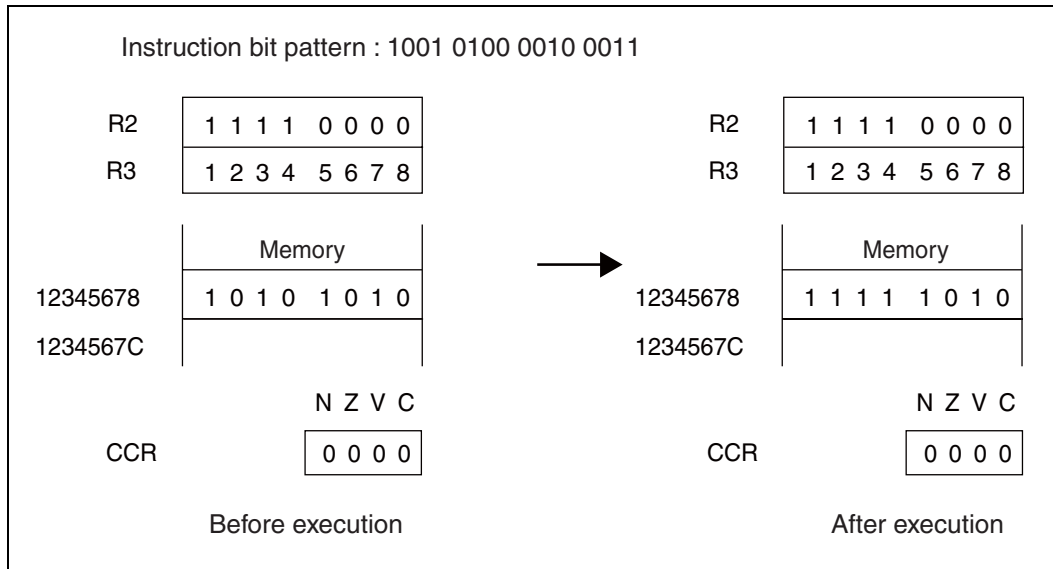 Instruction bit pattern : 1001 0100 0010 0011
R2 1 1 1 1 0 0 0 0
R3 1 2 3 4 5 6 7 8
Memory
12345678 1 0 1 0 1 0 1 0
1234567C
N Z V C
CCR 0 0 0 0
Before execution
R2 1 1 1 1 0 0 0 0
R3 1 2 3 4 5 6 7 8
Memory
12345678 1 1 1 1 1 0 1 0
1234567C
N Z V C
CCR 0 0 0 0
After execution